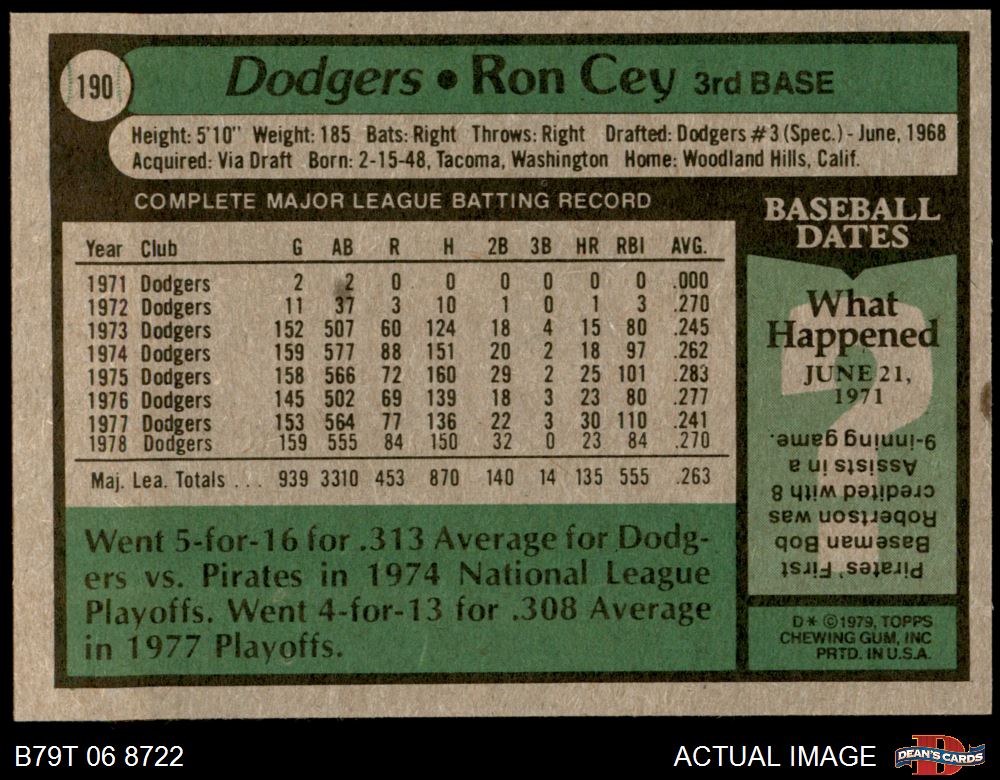 190
Dodgers • Ron Cey 3rd BASE
Height: 5'10" Weight: 185 Bats: Right Throws: Right Drafted: Dodgers #3 (Spec.) - June, 1968
Acquired: Via Draft Born: 2-15-48, Tacoma, Washington Home: Woodland Hills, Calif.
COMPLETE MAJOR LEAGUE BATTING RECORD
Year Club G AB R H 2B 3B HR RBI AVG.
1971 Dodgers 2 2 0 0 0 0 0 0 .000
1972 Dodgers 11 37 3 10 1 0 1 3 .270
1973 Dodgers 152 507 60 124 18 4 15 80 .245
1974 Dodgers 159 577 88 151 20 2 18 97 .262
1975 Dodgers 158 566 72 160 29 2 25 101 .283
1976 Dodgers 145 502 69 139 18 3 23 80 .277
1977 Dodgers 153 564 77 136 22 3 30 110 .241
1978 Dodgers 159 555 84 150 32 0 23 84 .270
Maj. Lea. Totals . . . 939 3310 453 870 140 14 135 555 .263
Went 5-for-16 for .313 Average for Dodg-
ers vs. Pirates in 1974 National League
Playoffs. Went 4-for-13 for .308 Average
in 1977 Playoffs.
BASEBALL
DATES
What
Happened
JUNE 21,
1971
?
Pirates' First
Baseman Bob
Robertson was
credited with 8
Assists in a
9-inning game.
D* ©1979, TOPPS
CHEWING GUM, INC
PRTD. IN U.S.A.
B79T 06 8722
ACTUAL IMAGE
D
DEAN'S CARDS